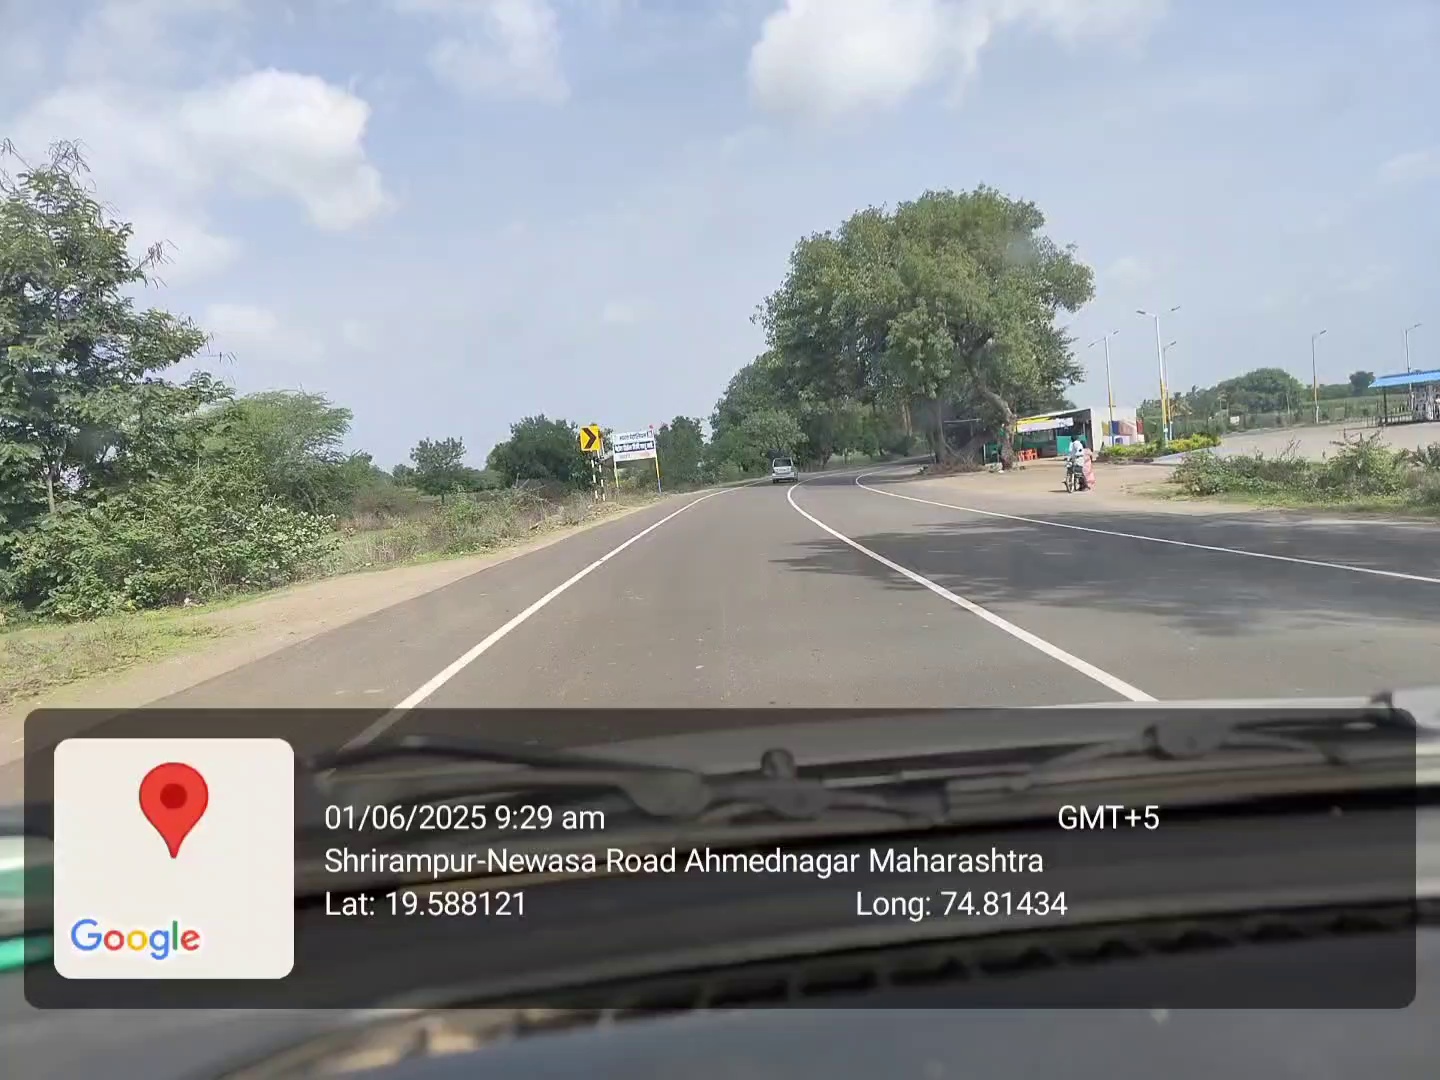 01/06/2025 9:29 am GMT+5
Shrirampur-Newasa Road Ahmednagar Maharashtra
Lat: 19.588121 Long: 74.81434
Google